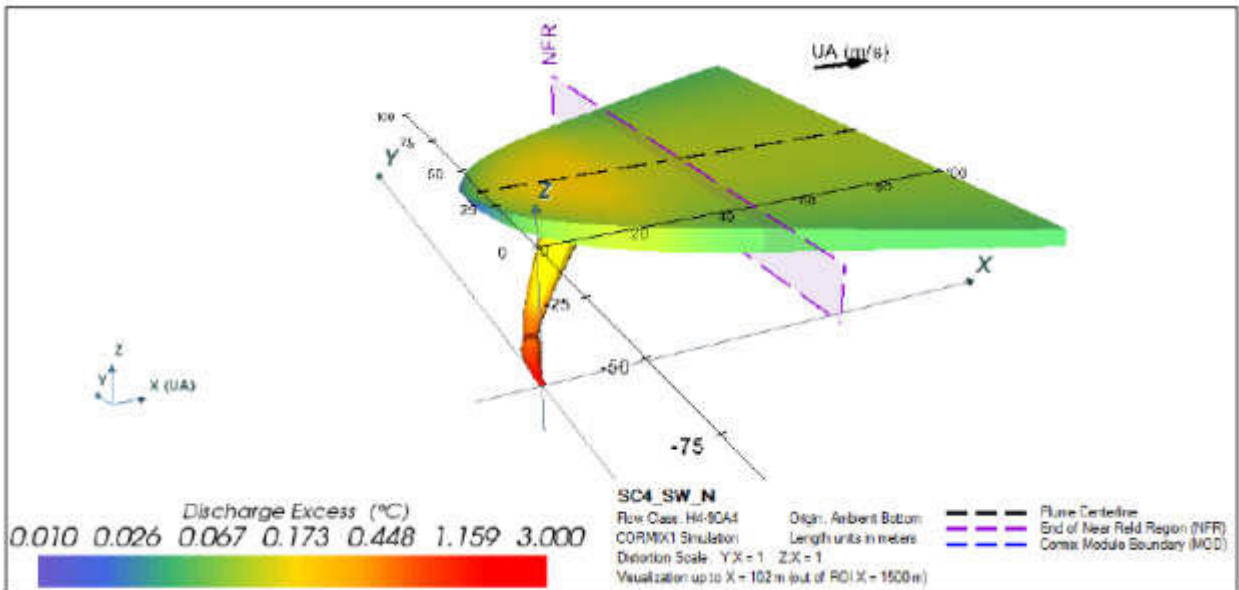 NFR
UA (m/s)
100
75
50
25
0
Y
Z
0
20
40
60
80
100
X
-25
-50
-75
Z
Y
X (UA)
SC4_SW_N
Flow Class: H4-90A4
Origin: Ambient Bottom
CORMIX1 Simulation
Length units in meters
Distortion Scale Y:X = 1 Z:X = 1
Visualization up to X = 102 m (out of ROI X = 1500 m)
Plume Centerline
End of Near Field Region (NFR)
Cormix Module Boundary (MOD)
Discharge Excess (°C)
0.010 0.026 0.067 0.173 0.448 1.159 3.000